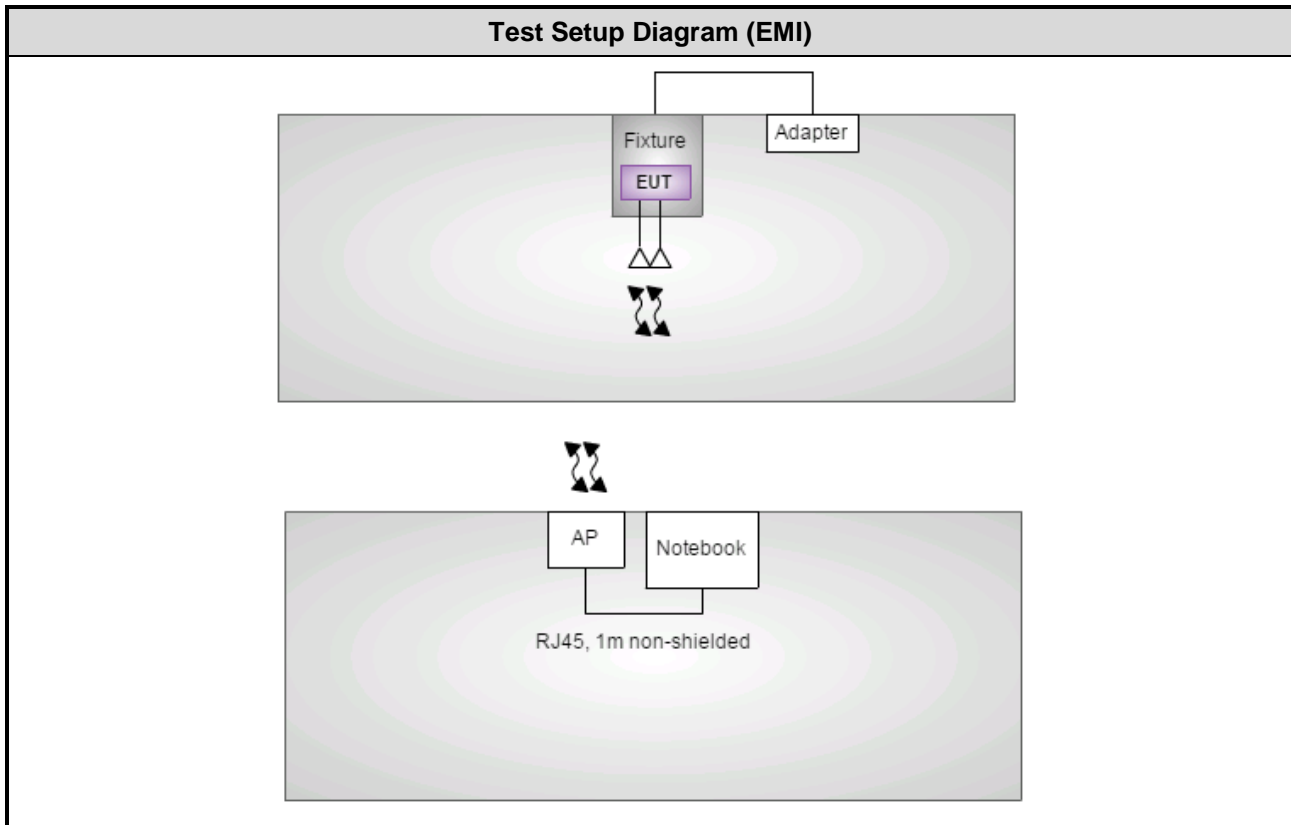 Test Setup Diagram (EMI)
Fixture
Adapter
EUT
AP
Notebook
RJ45, 1m non-shielded